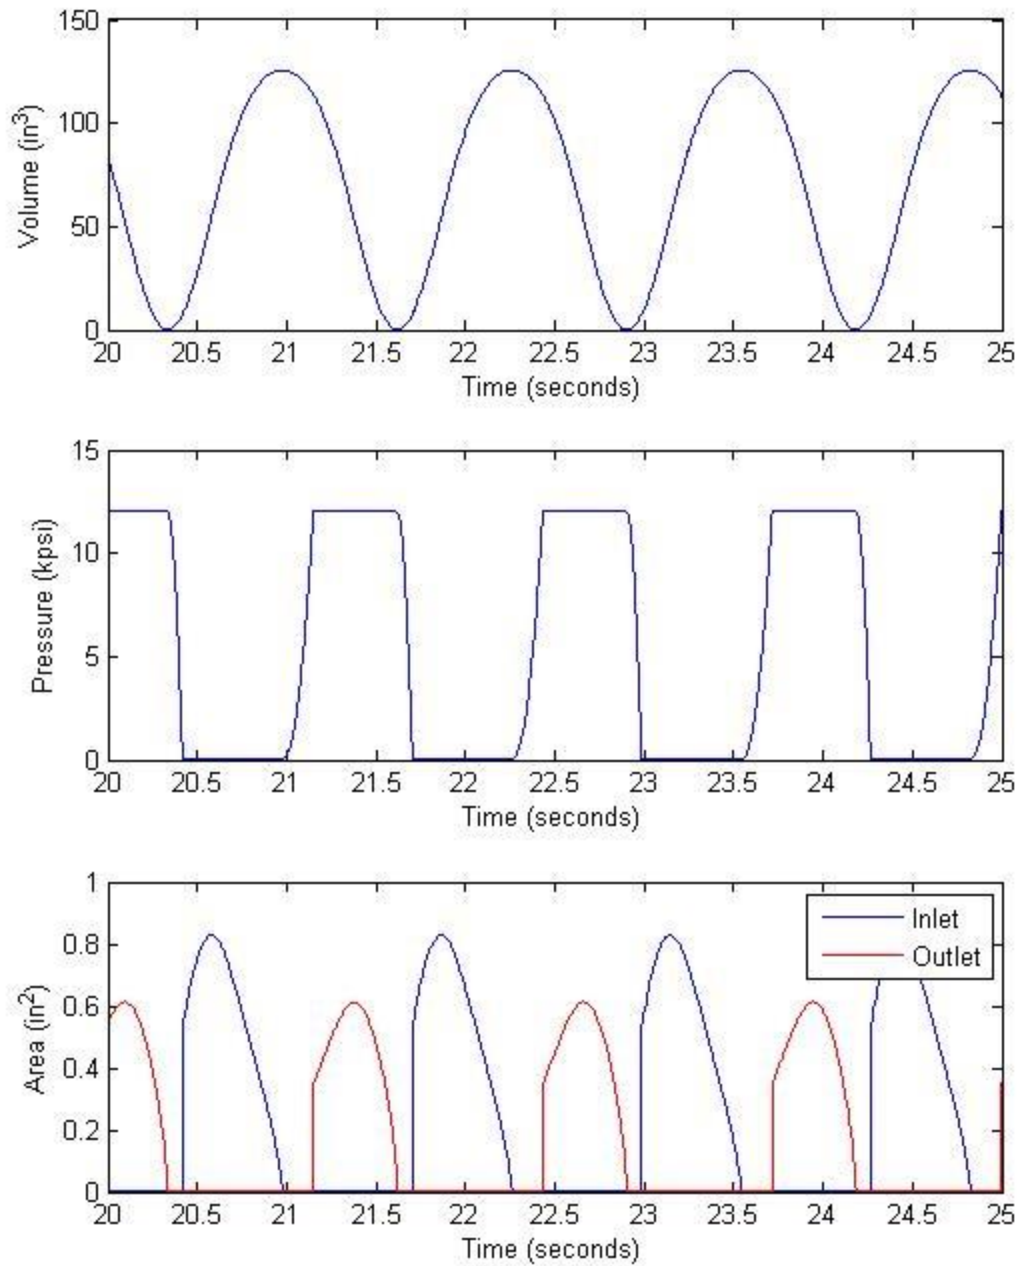 150
100
50
0
Volume (in³)
20 20.5 21 21.5 22 22.5 23 23.5 24 24.5 25
Time (seconds)
15
10
5
0
Pressure (kpsi)
20 20.5 21 21.5 22 22.5 23 23.5 24 24.5 25
Time (seconds)
1
0.8
0.6
0.4
0.2
0
Area (in²)
Inlet
Outlet
20 20.5 21 21.5 22 22.5 23 23.5 24 24.5 25
Time (seconds)